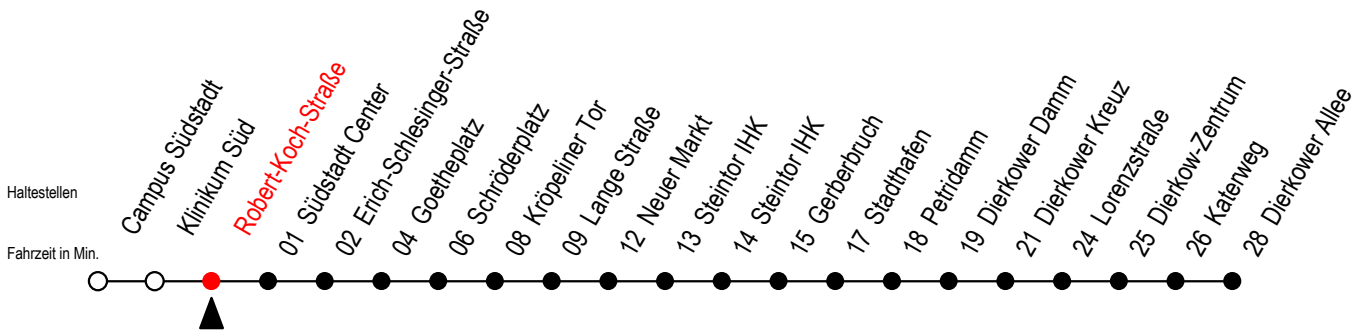 Haltestellen
Fahrzeit in Min.
Campus Südstadt
Klinikum Süd
Robert-Koch-Straße
01 Südstadt Center
02 Erich-Schlesinger-Straße
04 Goetheplatz
06 Schröderplatz
08 Kröpeliner Tor
09 Lange Straße
12 Neuer Markt
13 Steintor IHK
14 Steintor IHK
15 Gerberbruch
17 Stadthafen
18 Petridamm
19 Dierkower Damm
21 Dierkower Kreuz
24 Lorenzstraße
25 Dierkow-Zentrum
26 Katerweg
28 Dierkower Allee